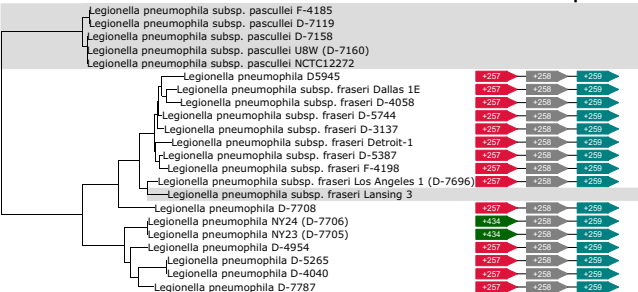 Legionella pneumophila subsp. pascullei F-4185
Legionella pneumophila subsp. pascullei D-7119
Legionella pneumophila subsp. pascullei D-7158
Legionella pneumophila subsp. pascullei U8W (D-7160)
Legionella pneumophila subsp. pascullei NCTC12272
Legionella pneumophila D5945 +257 +258 +259
Legionella pneumophila subsp. fraseri Dallas 1E +257 +258 +259
Legionella pneumophila subsp. fraseri D-4058 +257 +258 +259
Legionella pneumophila subsp. fraseri D-5744 +257 +258 +259
Legionella pneumophila subsp. fraseri D-3137 +257 +258 +259
Legionella pneumophila subsp. fraseri Detroit-1 +257 +258 +259
Legionella pneumophila subsp. fraseri D-5387 +257 +258 +259
Legionella pneumophila subsp. fraseri F-4198 +257 +258 +259
Legionella pneumophila subsp. fraseri Los Angeles 1 (D-7696) +257 +258 +259
Legionella pneumophila subsp. fraseri Lansing 3
Legionella pneumophila D-7708 +257 +258 +259
Legionella pneumophila NY24 (D-7706) +434 +258 +259
Legionella pneumophila NY23 (D-7705) +434 +258 +259
Legionella pneumophila D-4954 +257 +258 +259
Legionella pneumophila D-5265 +257 +258 +259
Legionella pneumophila D-4040 +257 +258 +259
Legionella pneumophila D-7787 +257 +258 +259